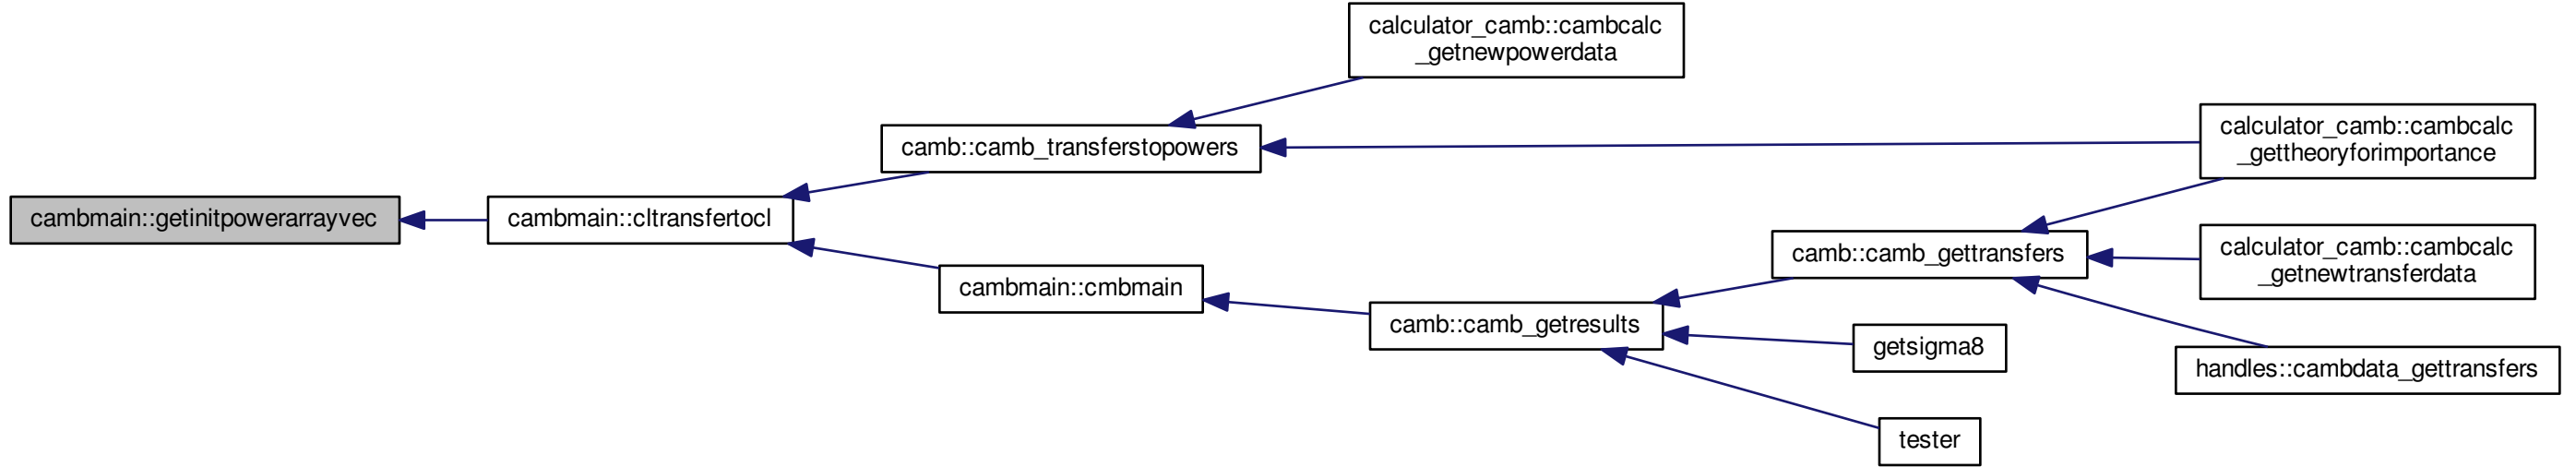 calculator_camb::cambcalc
_getnewpowerdata
calculator_camb::cambcalc
_gettheoryforimportance
camb::camb_transferstopowers
cambmain::getinitpowerarrayvec
cambmain::cltransfertocl
camb::camb_gettransfers
calculator_camb::cambcalc
_getnewtransferdata
cambmain::cmbmain
camb::camb_getresults
getsigma8
handles::cambdata_gettransfers
tester